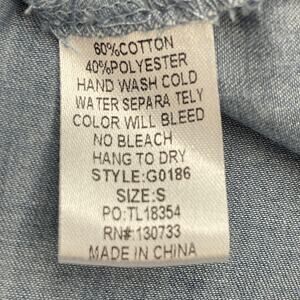 60%COTTON
40%POLYESTER
HAND WASH COLD
WATER SEPARA TELY
COLOR WILL BLEED
NO BLEACH
HANG TO DRY
STYLE:G0186
SIZE:S
PO:TL18354
RN#:130733
MADE IN CHINA